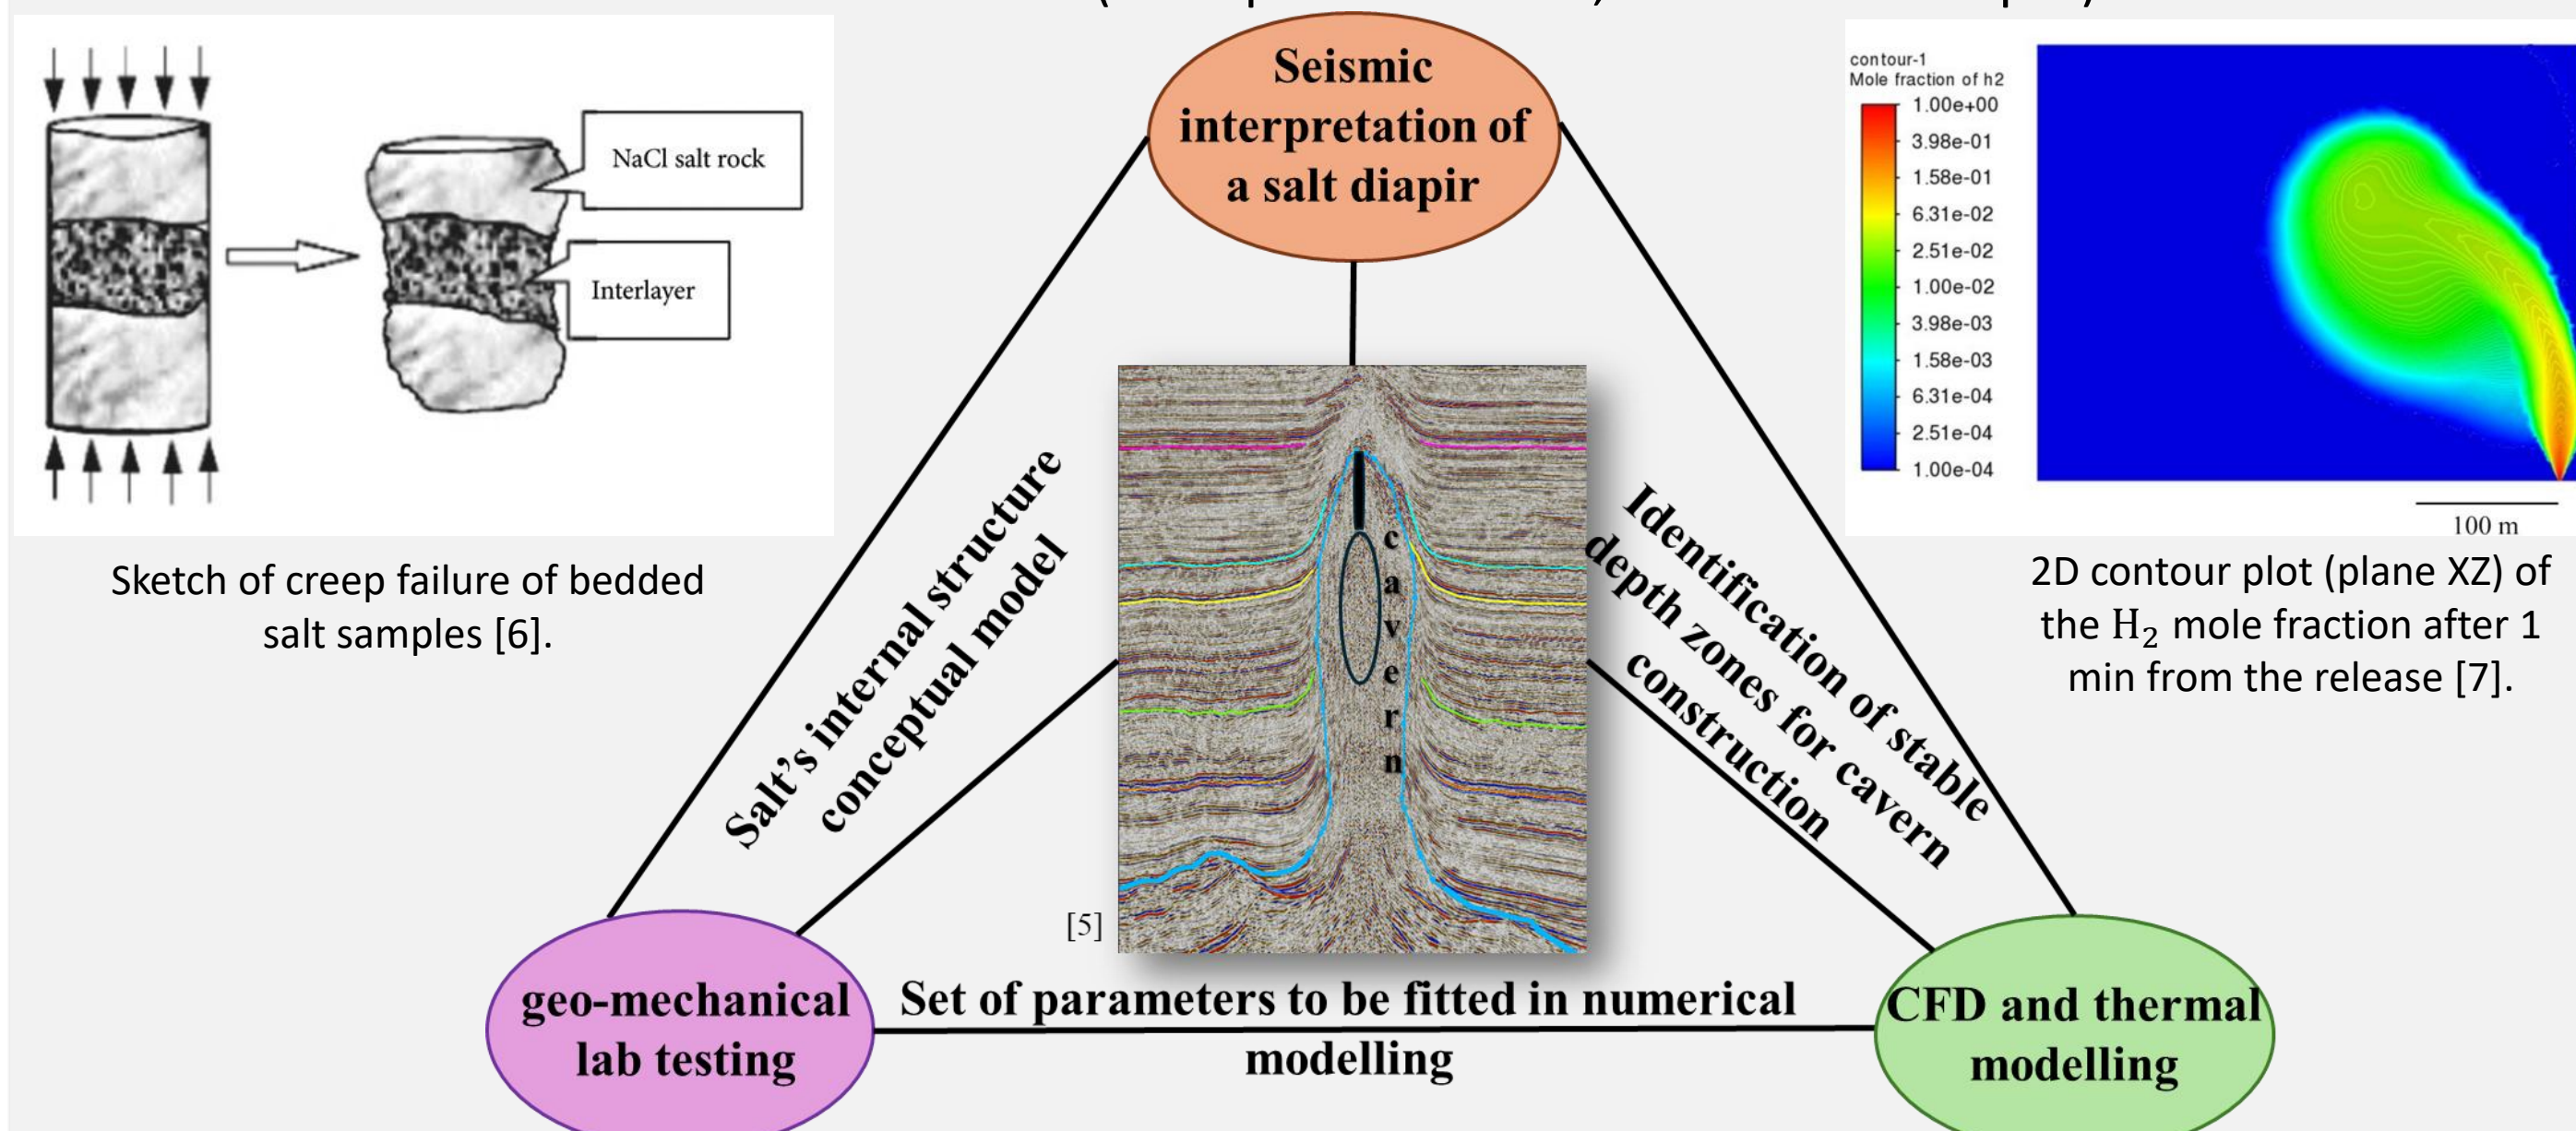 NaCl salt rock
Interlayer
Sketch of creep failure of bedded
salt samples [6].
Seismic
interpretation of
a salt diapir
contour-1
Mole fraction of h2
1.00e+00
3.98e-01
1.58e-01
6.31e-02
2.51e-02
1.00e-02
3.98e-03
1.58e-03
6.31e-04
2.51e-04
1.00e-04
100 m
2D contour plot (plane XZ) of
the H₂ mole fraction after 1
min from the release [7].
Salt's internal structure
conceptual model
cavern
Identification of stable
depth zones for cavern
construction
[5]
geo-mechanical
lab testing
Set of parameters to be fitted in numerical
modelling
CFD and thermal
modelling